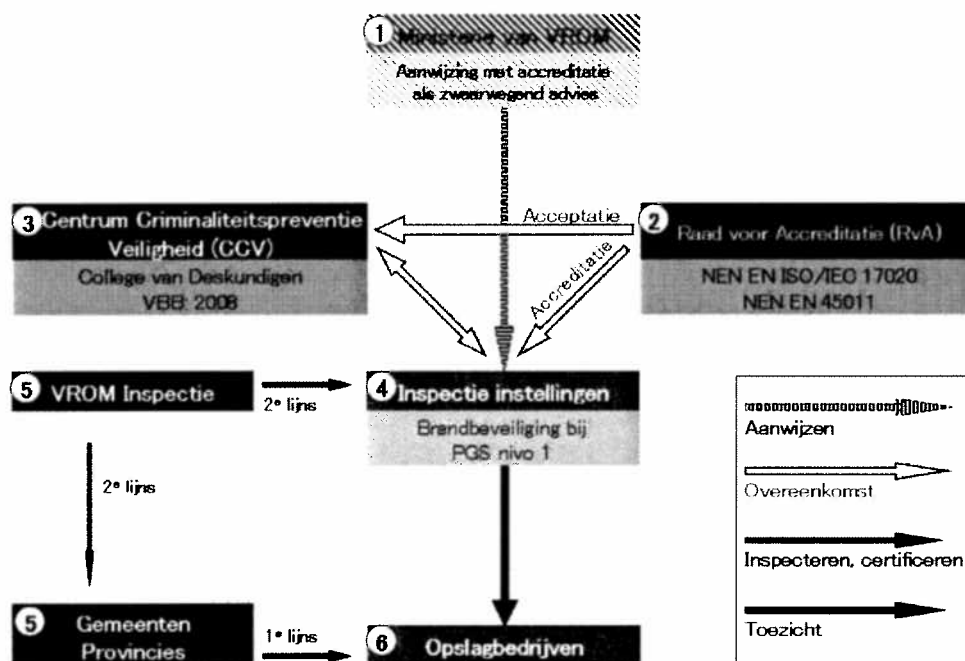 1 Ministerie van VROM
Aanwijzing met accreditatie
als zwaarwegend advies
3 Centrum Criminaliteitspreventie
Veiligheid (CCV)
College van Deskundigen
VBB: 2008
Acceptatie
Accreditatie
2 Raad voor Accreditatie (RvA)
NEN EN ISO/IEC 17020
NEN EN 45011
5 VROM Inspectie
2e lijns
4 Inspectie instellingen
Brandbeveiliging bij
PGS nivo 1
2e lijns
5 Gemeenten
Provincies
1e lijns
6 Opslagbedrijven
Aanwijzen
Overeenkomst
Inspecteren, certificeren
Toezicht